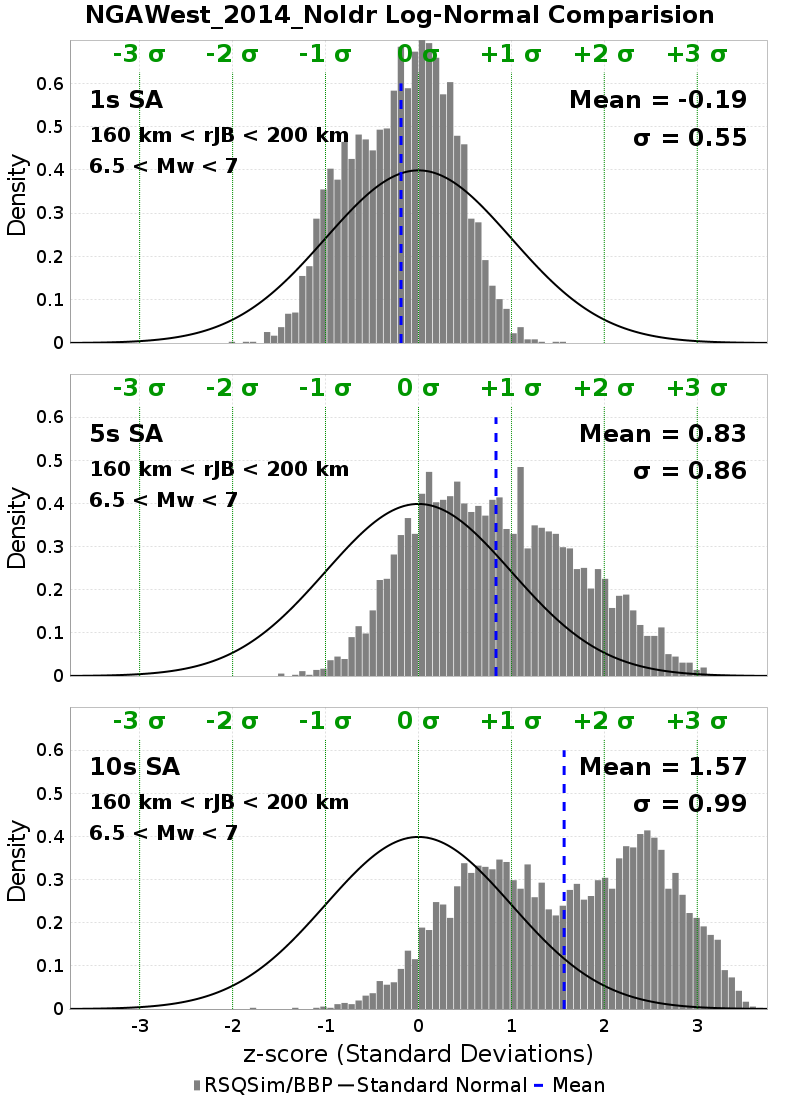 NGAWest_2014_NoIdr Log-Normal Comparision
-3 σ -2 σ -1 σ 0 σ +1 σ +2 σ +3 σ
1s SA
Mean = -0.19
160 km < rJB < 200 km
σ = 0.55
6.5 < Mw < 7
Density
0.6
0.5
0.4
0.3
0.2
0.1
0
-3 σ -2 σ -1 σ 0 σ +1 σ +2 σ +3 σ
5s SA
Mean = 0.83
160 km < rJB < 200 km
σ = 0.86
6.5 < Mw < 7
Density
0.6
0.5
0.4
0.3
0.2
0.1
0
-3 σ -2 σ -1 σ 0 σ +1 σ +2 σ +3 σ
10s SA
Mean = 1.57
160 km < rJB < 200 km
σ = 0.99
6.5 < Mw < 7
Density
0.6
0.5
0.4
0.3
0.2
0.1
0
-3 -2 -1 0 1 2 3
z-score (Standard Deviations)
RSQSim/BBP Standard Normal Mean